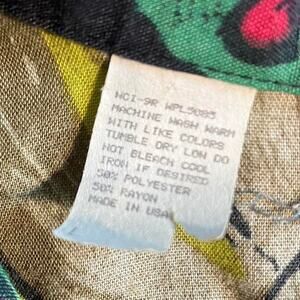 WCI-9R WPL5085
MACHINE WASH WARM
WITH LIKE COLORS
TUMBLE DRY LOW DO
NOT BLEACH COOL
IRON IF DESIRED
50% POLYESTER
50% RAYON
MADE IN USA